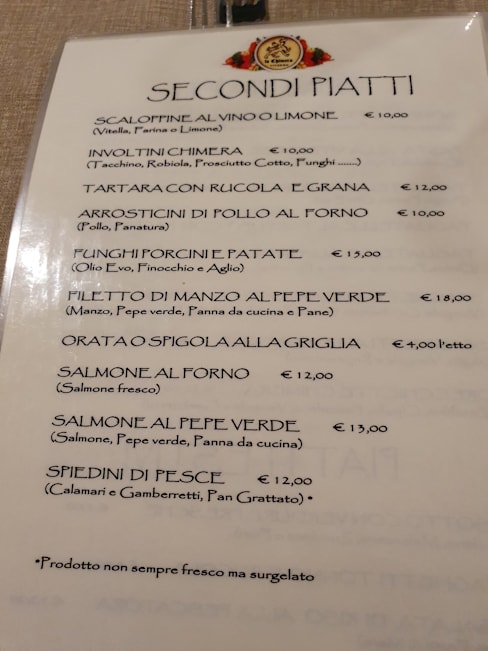 la Chimera
SECONDI PIATTI
SCALOPPINE AL VINO O LIMONE € 10,00
(Vitella, Farina o Limone)
INVOLTINI CHIMERA € 10,00
(Tacchino, Robiola, Prosciutto Cotto, Funghi .......)
TARTARA CON RUCOLA E GRANA € 12,00
ARROSTICINI DI POLLO AL FORNO € 10,00
(Pollo, Panatura)
FUNGHI PORCINI E PATATE € 15,00
(Olio Evo, Finocchio e Aglio)
FILETTO DI MANZO AL PEPE VERDE € 18,00
(Manzo, Pepe verde, Panna da cucina e Pane)
ORATA O SPIGOLA ALLA GRIGLIA € 4,00 l'etto
SALMONE AL FORNO € 12,00
(Salmone fresco)
SALMONE AL PEPE VERDE € 13,00
(Salmone, Pepe verde, Panna da cucina)
SPIEDINI DI PESCE € 12,00
(Calamari e Gamberretti, Pan Grattato) *
*Prodotto non sempre fresco ma surgelato